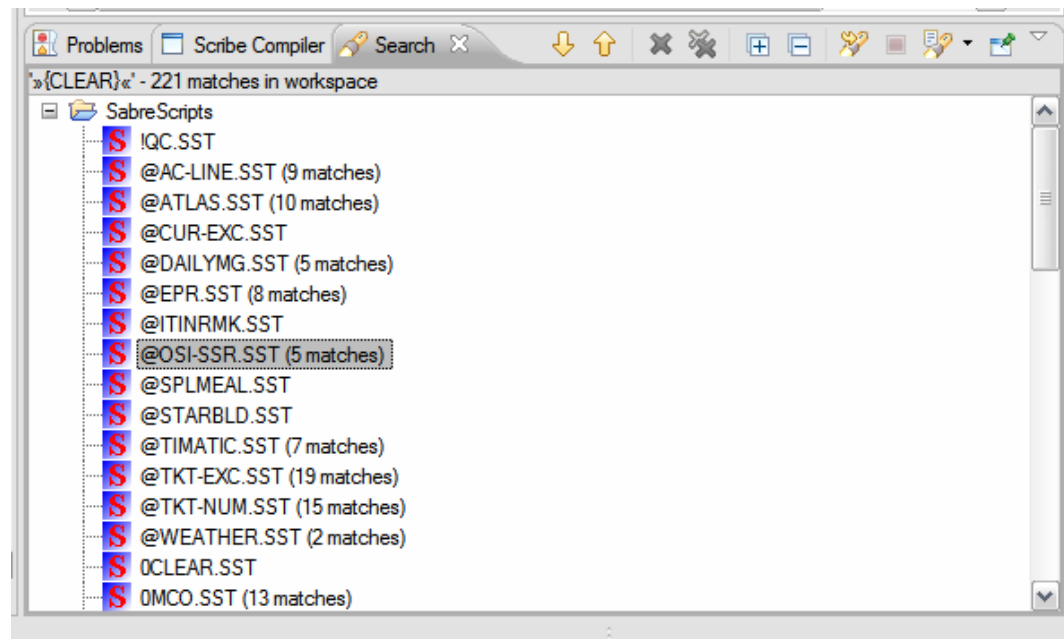 Problems Scribe Compiler Search
'»{CLEAR}«' - 221 matches in workspace
SabreScripts
S !QC.SST
S @AC-LINE.SST (9 matches)
S @ATLAS.SST (10 matches)
S @CUR-EXC.SST
S @DAILYMG.SST (5 matches)
S @EPR.SST (8 matches)
S @ITINRMK.SST
S @OSI-SSR.SST (5 matches)
S @SPLMEAL.SST
S @STARBLD.SST
S @TIMATIC.SST (7 matches)
S @TKT-EXC.SST (19 matches)
S @TKT-NUM.SST (15 matches)
S @WEATHER.SST (2 matches)
S 0CLEAR.SST
S 0MCO.SST (13 matches)